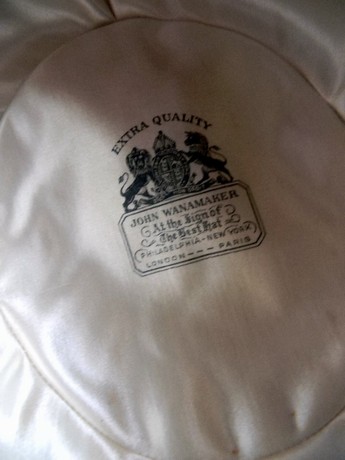 EXTRA QUALITY
JOHN WANAMAKER
At the Sign of
The Best Hat
PHILADELPHIA - NEW YORK
LONDON - - - PARIS